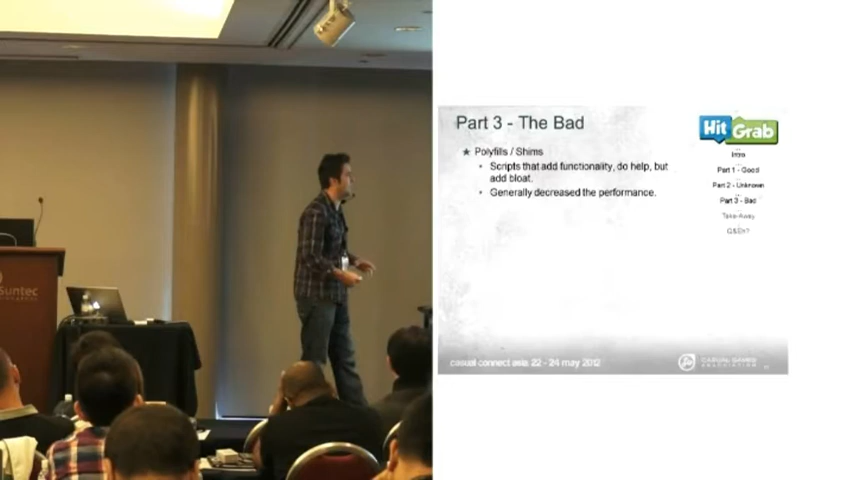 Suntec
Part 3 - The Bad
Hit Grab
★ Polyfills / Shims
• Scripts that add functionality, do help, but
add bloat.
• Generally decreased the performance.
Intro
Part 1 - Good
Part 2 - Unknown
Part 3 - Bad
Take-Away
casual connect asia 22 - 24 may 2012
CASUAL GAMES
ASSOCIATION